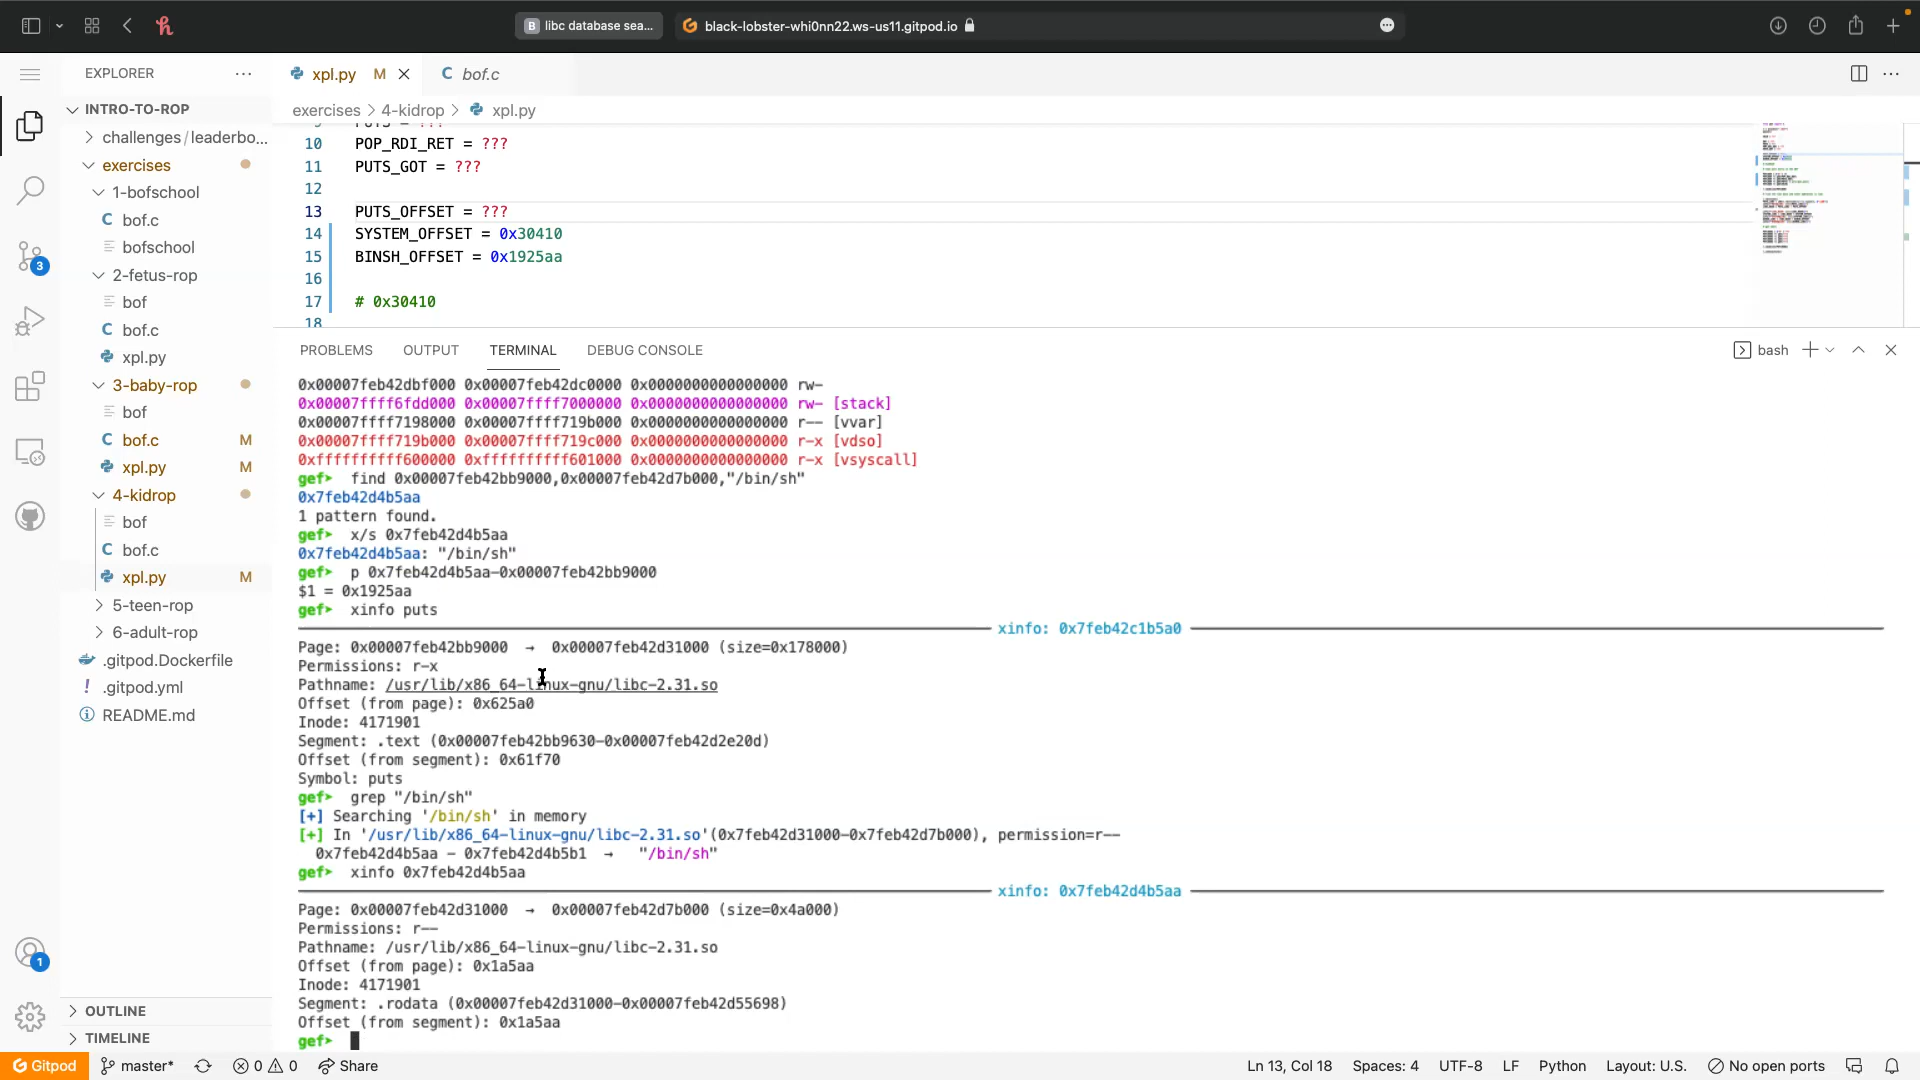 libc database sea...
black-lobster-whi0nn22.ws-us11.gitpod.io
EXPLORER
INTRO-TO-ROP
challenges/leaderbo...
exercises
1-bofschool
bof.c
bofschool
2-fetus-rop
bof
bof.c
xpl.py
3-baby-rop
bof
bof.c M
xpl.py M
4-kidrop
bof
bof.c
xpl.py M
5-teen-rop
6-adult-rop
.gitpod.Dockerfile
.gitpod.yml
README.md
OUTLINE
TIMELINE
3
1
xpl.py M
bof.c
exercises > 4-kidrop > xpl.py
10 POP_RDI_RET = ???
11 PUTS_GOT = ???
12
13 PUTS_OFFSET = ???
14 SYSTEM_OFFSET = 0x30410
15 BINSH_OFFSET = 0x1925aa
16
17 # 0x30410
18
PROBLEMS OUTPUT TERMINAL DEBUG CONSOLE
bash
0x00007feb42dbf000 0x00007feb42dc0000 0x0000000000000000 rw-
0x00007ffff6fdd000 0x00007ffff7000000 0x0000000000000000 rw- [stack]
0x00007ffff7198000 0x00007ffff719b000 0x0000000000000000 r-- [vvar]
0x00007ffff719b000 0x00007ffff719c000 0x0000000000000000 r-x [vdso]
0xffffffffff600000 0xffffffffff601000 0x0000000000000000 r-x [vsyscall]
gef➤ find 0x00007feb42bb9000,0x00007feb42d7b000,"/bin/sh"
0x7feb42d4b5aa
1 pattern found.
gef➤ x/s 0x7feb42d4b5aa
0x7feb42d4b5aa: "/bin/sh"
gef➤ p 0x7feb42d4b5aa-0x00007feb42bb9000
$1 = 0x1925aa
gef➤ xinfo puts
xinfo: 0x7feb42c1b5a0
Page: 0x00007feb42bb9000 → 0x00007feb42d31000 (size=0x178000)
Permissions: r-x
Pathname: /usr/lib/x86_64-linux-gnu/libc-2.31.so
Offset (from page): 0x625a0
Inode: 4171901
Segment: .text (0x00007feb42bb9630-0x00007feb42d2e20d)
Offset (from segment): 0x61f70
Symbol: puts
gef➤ grep "/bin/sh"
[+] Searching '/bin/sh' in memory
[+] In '/usr/lib/x86_64-linux-gnu/libc-2.31.so'(0x7feb42d31000-0x7feb42d7b000), permission=r--
0x7feb42d4b5aa - 0x7feb42d4b5b1 → "/bin/sh"
gef➤ xinfo 0x7feb42d4b5aa
xinfo: 0x7feb42d4b5aa
Page: 0x00007feb42d31000 → 0x00007feb42d7b000 (size=0x4a000)
Permissions: r--
Pathname: /usr/lib/x86_64-linux-gnu/libc-2.31.so
Offset (from page): 0x1a5aa
Inode: 4171901
Segment: .rodata (0x00007feb42d31000-0x00007feb42d55698)
Offset (from segment): 0x1a5aa
gef➤
Gitpod master* 0 0 Share Ln 13, Col 18 Spaces: 4 UTF-8 LF Python Layout: U.S. No open ports